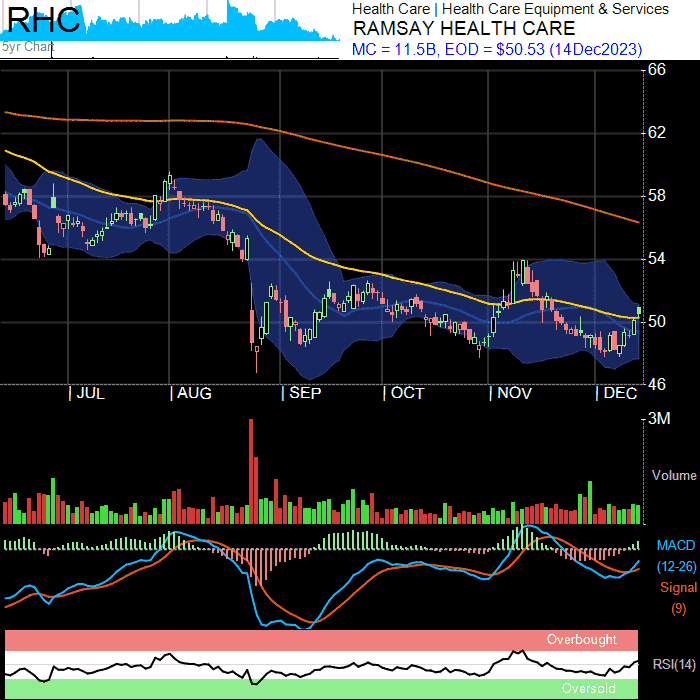 RHC
5yr Chart
Health Care | Health Care Equipment & Services
RAMSAY HEALTH CARE
MC = 11.5B, EOD = $50.53 (14Dec2023)
66
62
58
54
50
46
| JUL | AUG | SEP | OCT | NOV | DEC
3M
Volume
MACD
(12-26)
Signal
(9)
Overbought
RSI(14)
Oversold